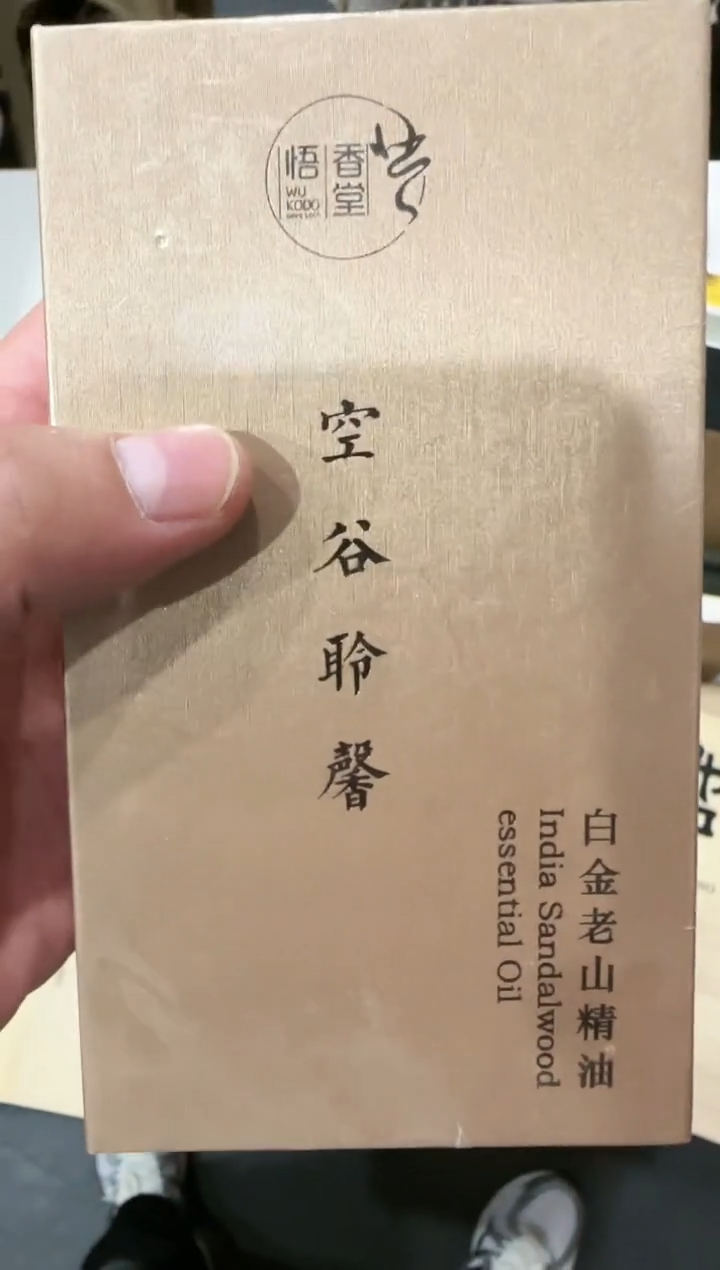 悟香堂
WU
KODO
空谷聆馨
白金老山精油
India Sandalwood
essential Oil